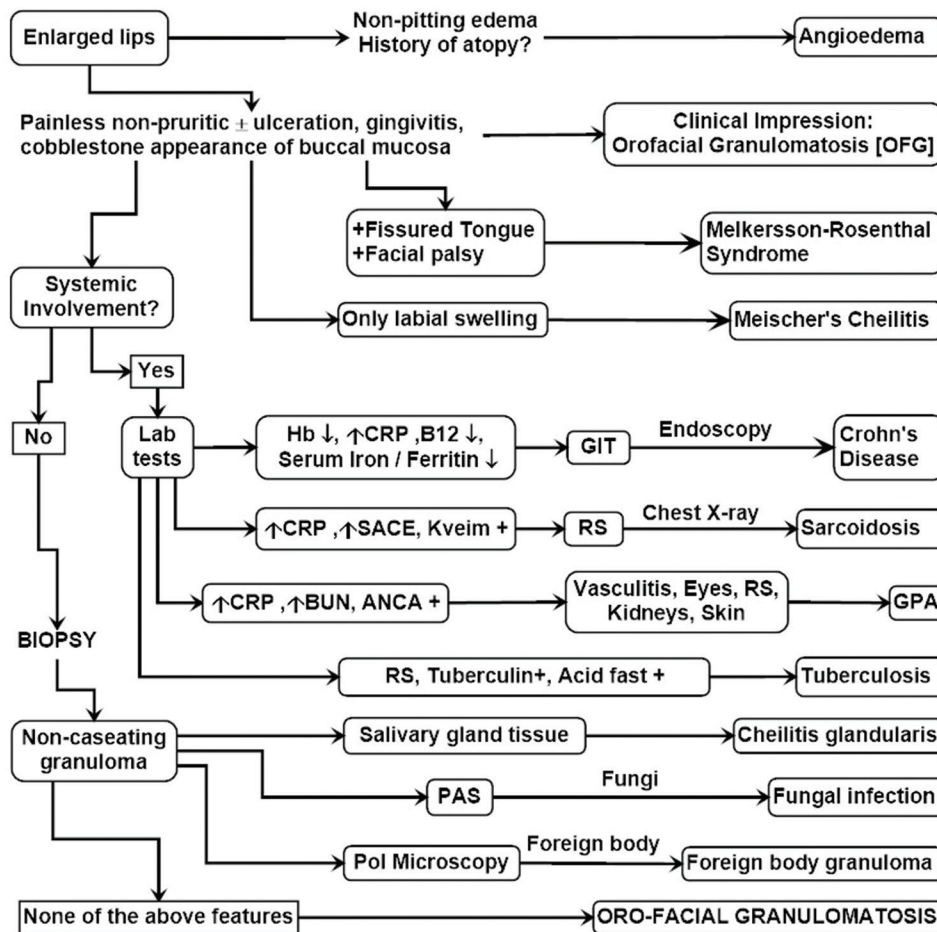 Enlarged lips
Non-pitting edema
History of atopy?
Angioedema
Painless non-pruritic ± ulceration, gingivitis,
cobblestone appearance of buccal mucosa
Clinical Impression:
Orofacial Granulomatosis [OFG]
+Fissured Tongue
+Facial palsy
Melkersson-Rosenthal
Syndrome
Systemic
Involvement?
Only labial swelling
Meischer's Cheilitis
Yes
No
Lab
tests
Hb ↓, ↑CRP ,B12 ↓,
Serum Iron / Ferritin ↓
GIT
Endoscopy
Crohn's
Disease
↑CRP ,↑SACE, Kveim +
RS
Chest X-ray
Sarcoidosis
↑CRP ,↑BUN, ANCA +
Vasculitis, Eyes, RS,
Kidneys, Skin
GPA
BIOPSY
RS, Tuberculin+, Acid fast +
Tuberculosis
Non-caseating
granuloma
Salivary gland tissue
Cheilitis glandularis
PAS
Fungi
Fungal infection
Pol Microscopy
Foreign body
Foreign body granuloma
None of the above features
ORO-FACIAL GRANULOMATOSIS